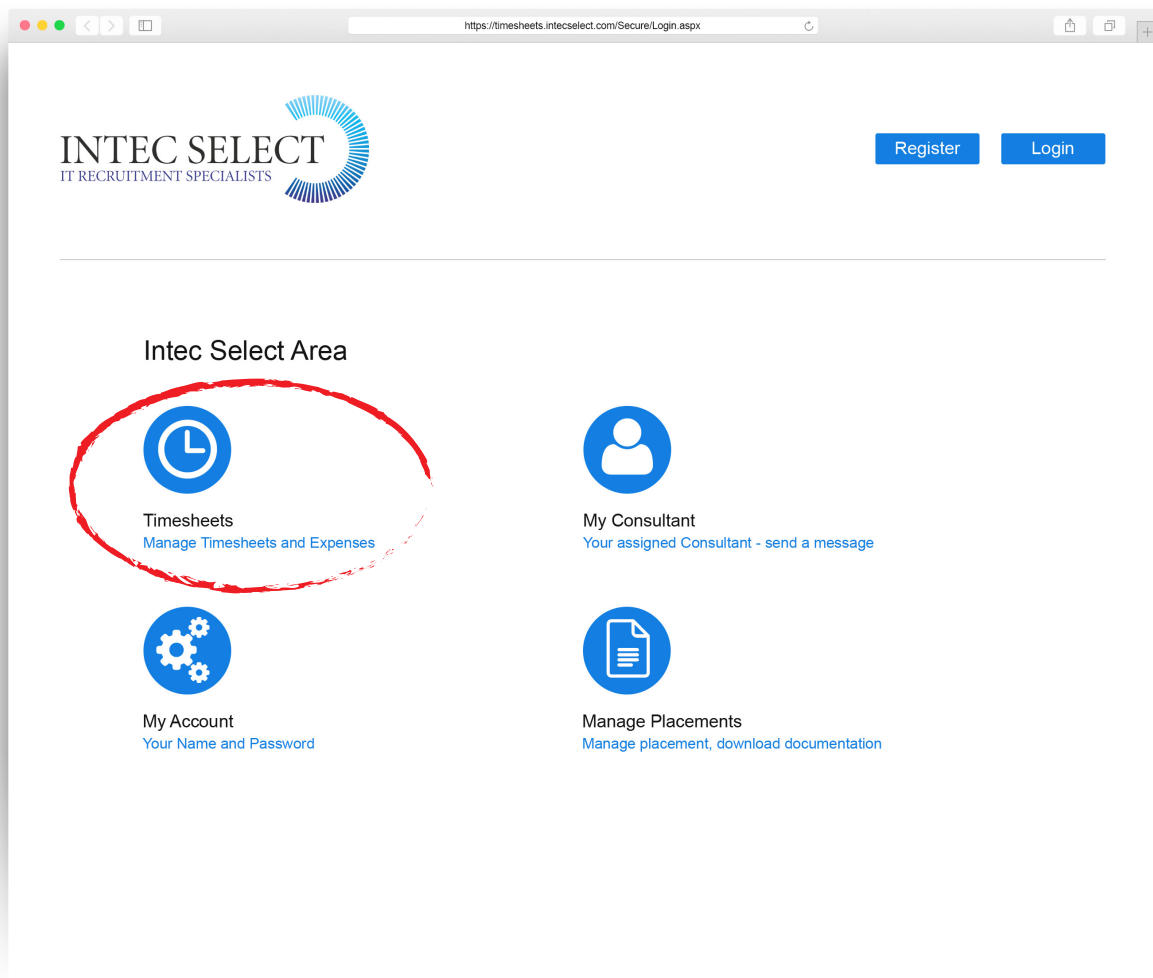 https://timesheets.intecselect.com/Secure/Login.aspx
INTEC SELECT
IT RECRUITMENT SPECIALISTS
Register
Login
Intec Select Area
Timesheets
Manage Timesheets and Expenses
My Consultant
Your assigned Consultant - send a message
My Account
Your Name and Password
Manage Placements
Manage placement, download documentation